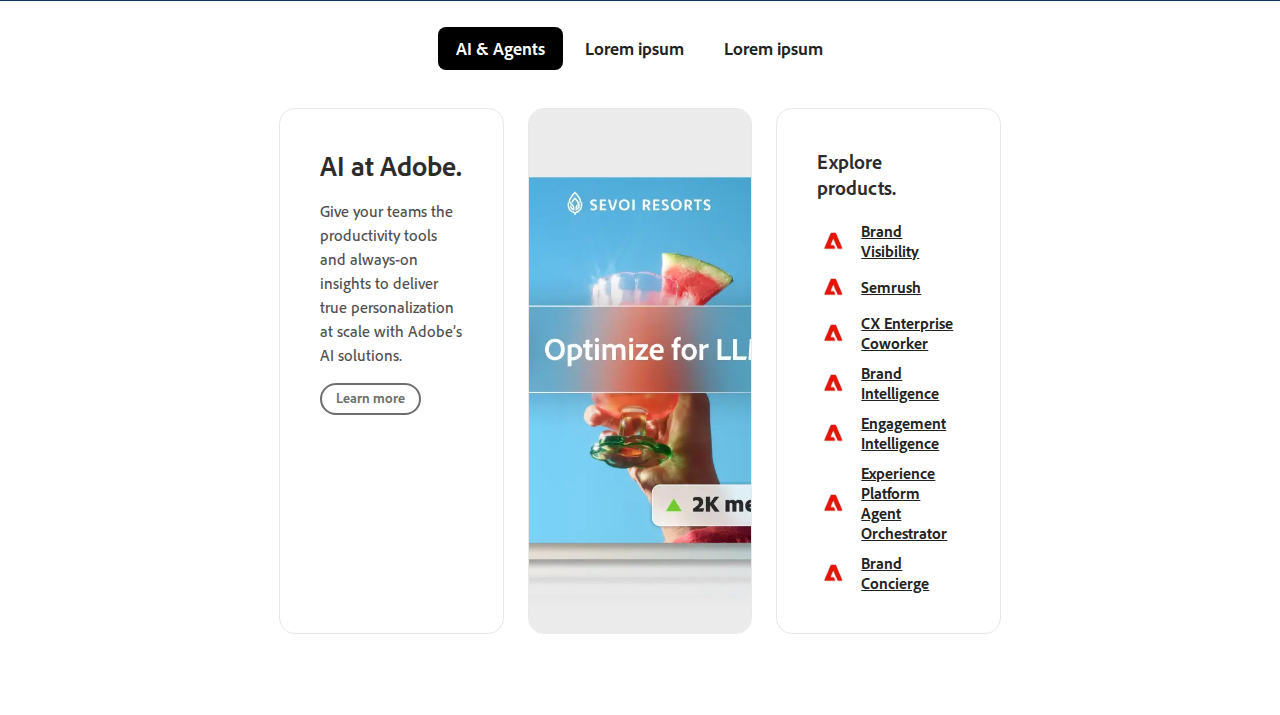 AI & Agents
Lorem ipsum
Lorem ipsum
AI at Adobe.
Give your teams the
productivity tools
and always-on
insights to deliver
true personalization
at scale with Adobe's
AI solutions.
Learn more
SEVOI RESORTS
Optimize for
2K
Explore
products.
Brand
Visibility
Semrush
CX Enterprise
Coworker
Brand
Intelligence
Engagement
Intelligence
Experience
Platform
Agent
Orchestrator
Brand
Concierge